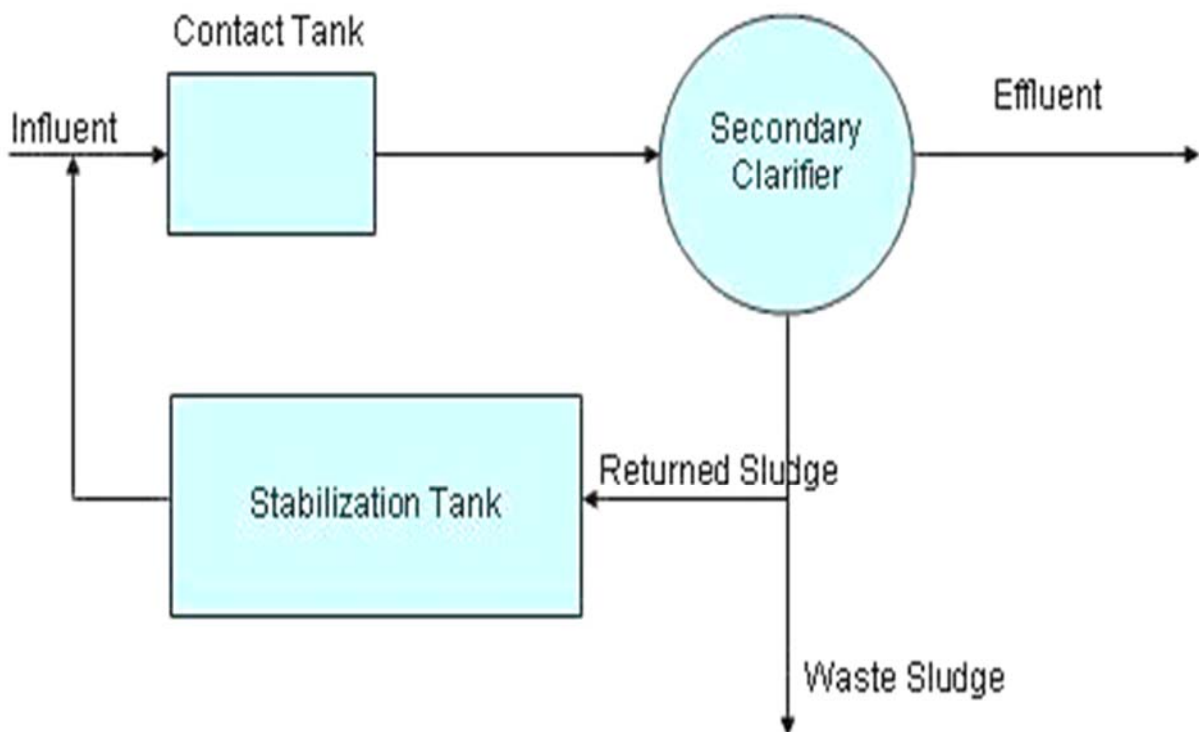 Contact Tank
Influent
Secondary
Clarifier
Effluent
Returned Sludge
Stabilization Tank
Waste Sludge